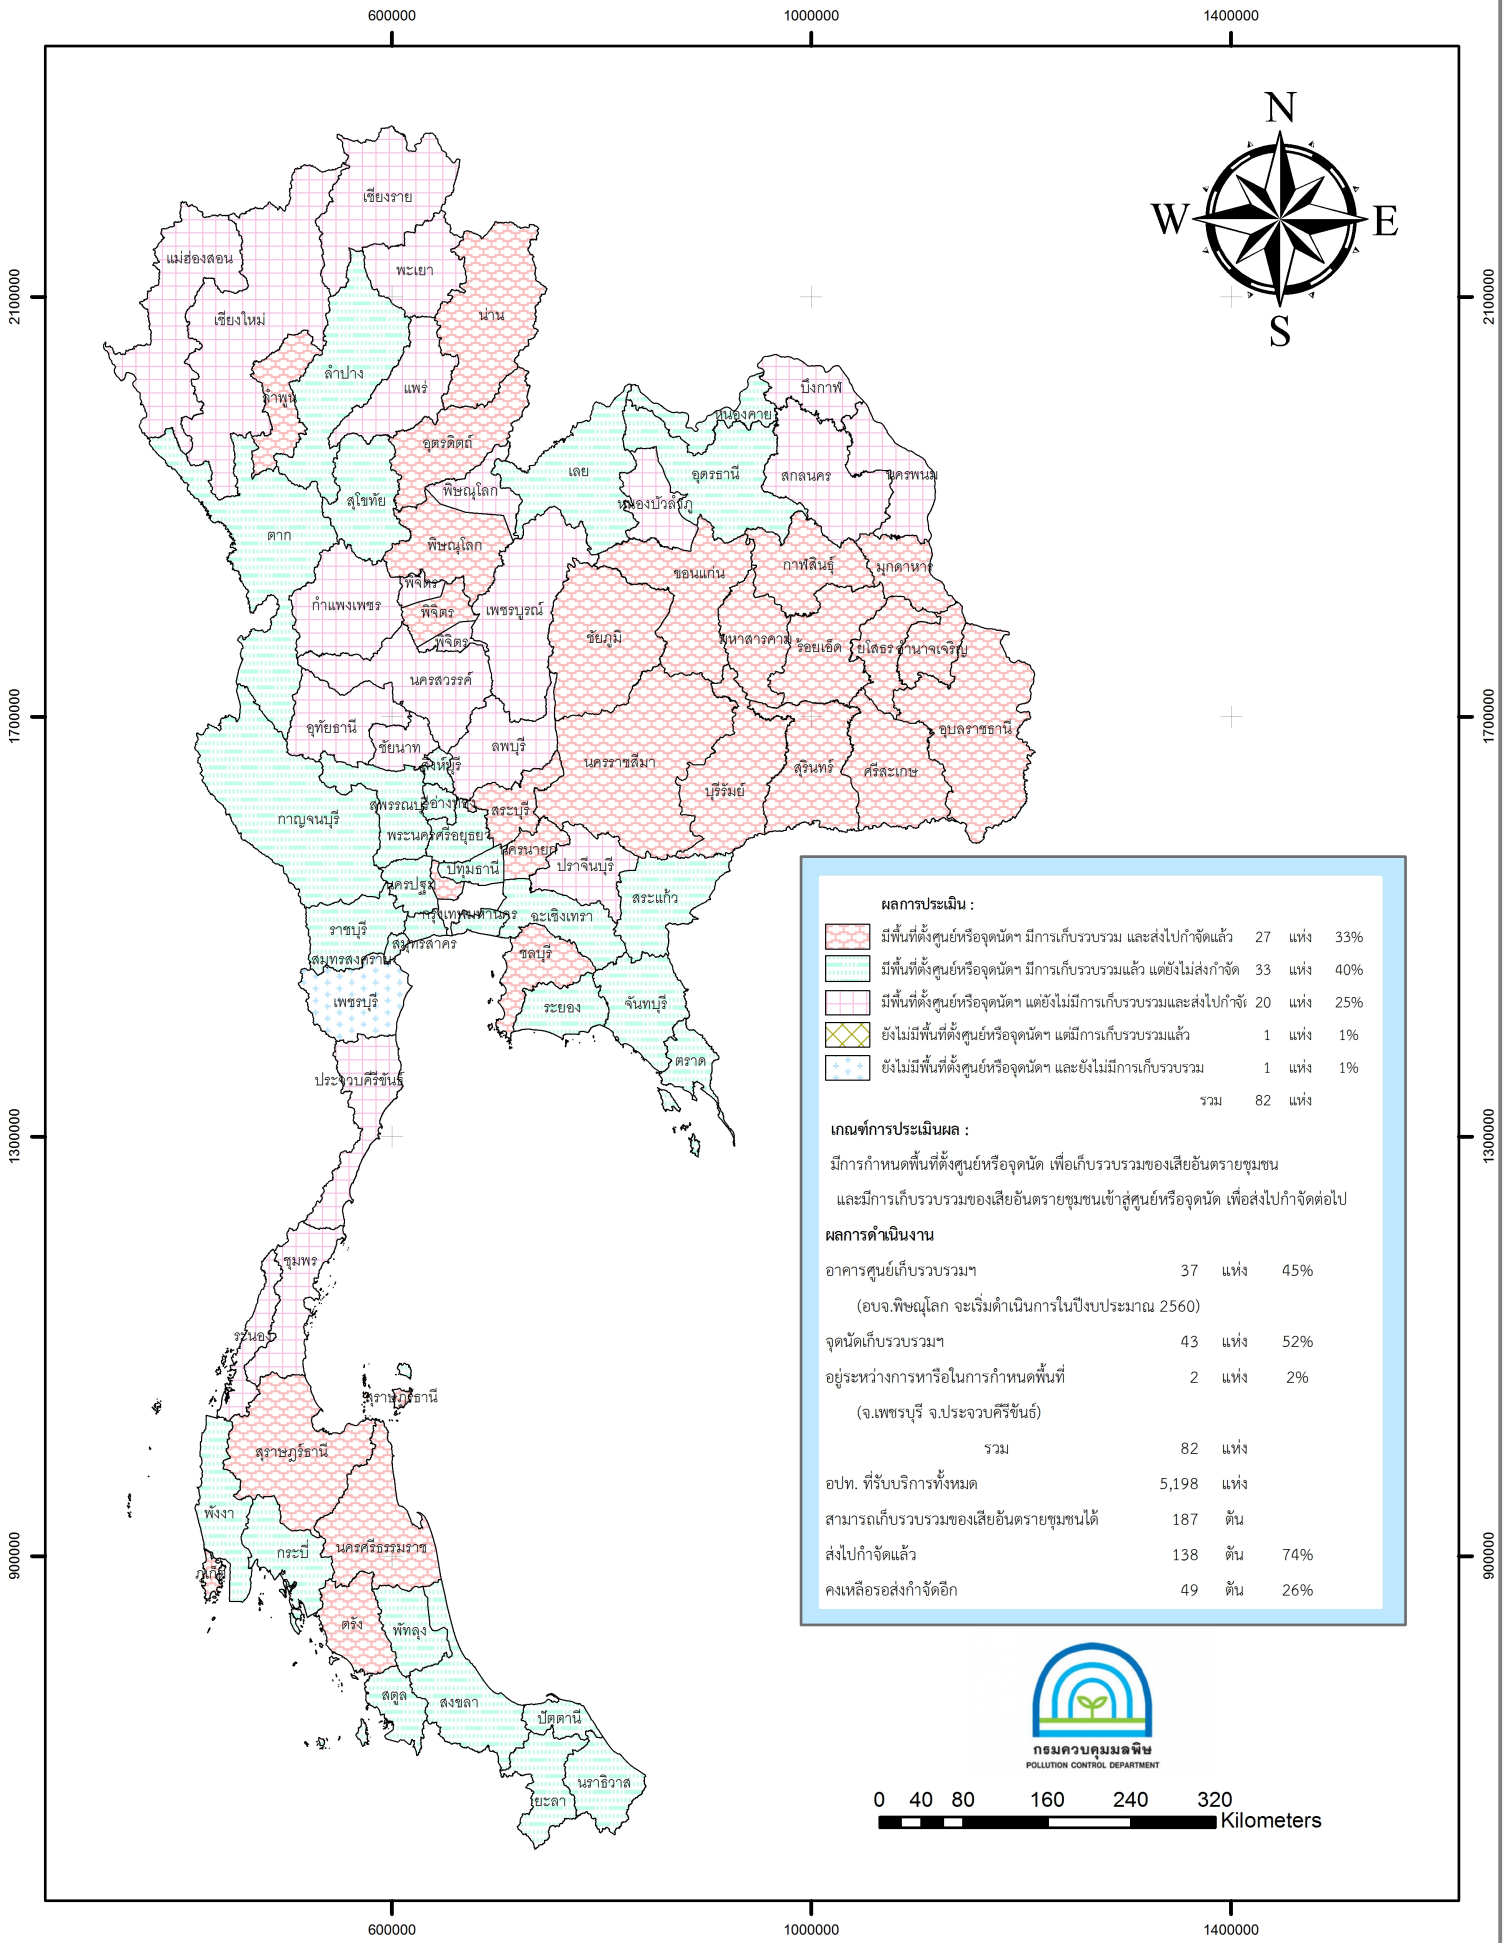 600000 1000000 1400000
N
W E
S
2100000 2100000
1700000 1700000
1300000 1300000
900000 900000
เชียงราย
แม่ฮ่องสอน
พะเยา
น่าน
เชียงใหม่
ลำปาง
แพร่
บึงกาฬ
ลำพูน
หนองคาย
อุตรดิตถ์
เลย
อุดรธานี
สกลนคร
นครพนม
พิษณุโลก
สุโขทัย
หนองบัวลำภู
ตาก
พิษณุโลก
ขอนแก่น
กาฬสินธุ์
มุกดาหาร
พิจิตร
กำแพงเพชร
พิจิตร
เพชรบูรณ์
พิจิตร
ชัยภูมิ
มหาสารคาม
ร้อยเอ็ด
ยโสธร
อำนาจเจริญ
นครสวรรค์
อุทัยธานี
ชัยนาท
ลพบุรี
อุบลราชธานี
สิงห์บุรี
นครราชสีมา
สุรินทร์
ศรีสะเกษ
บุรีรัมย์
สุพรรณบุรี
อ่างทอง
สระบุรี
กาญจนบุรี
พระนครศรีอยุธยา
นครนายก
ปทุมธานี
ปราจีนบุรี
นครปฐม
สระแก้ว
กรุงเทพมหานคร
ฉะเชิงเทรา
ราชบุรี
สมุทรสาคร
สมุทรสงคราม
ชลบุรี
เพชรบุรี
ระยอง
จันทบุรี
ตราด
ประจวบคีรีขันธ์
ชุมพร
ระนอง
สุราษฎร์ธานี
สุราษฎร์ธานี
พังงา
กระบี่
นครศรีธรรมราช
ภูเก็ต
ตรัง
พัทลุง
สตูล
สงขลา
ปัตตานี
ยะลา
นราธิวาส
ผลการประเมิน :
มีพื้นที่ตั้งศูนย์หรือจุดนัดฯ มีการเก็บรวบรวม และส่งไปกำจัดแล้ว 27 แห่ง 33%
มีพื้นที่ตั้งศูนย์หรือจุดนัดฯ มีการเก็บรวบรวมแล้ว แต่ยังไม่ส่งกำจัด 33 แห่ง 40%
มีพื้นที่ตั้งศูนย์หรือจุดนัดฯ แต่ยังไม่มีการเก็บรวบรวมและส่งไปกำจัด 20 แห่ง 25%
ยังไม่มีพื้นที่ตั้งศูนย์หรือจุดนัดฯ แต่มีการเก็บรวบรวมแล้ว 1 แห่ง 1%
ยังไม่มีพื้นที่ตั้งศูนย์หรือจุดนัดฯ และยังไม่มีการเก็บรวบรวม 1 แห่ง 1%
รวม 82 แห่ง
เกณฑ์การประเมินผล :
มีการกำหนดพื้นที่ตั้งศูนย์หรือจุดนัด เพื่อเก็บรวบรวมของเสียอันตรายชุมชน
และมีการเก็บรวบรวมของเสียอันตรายชุมชนเข้าสู่ศูนย์หรือจุดนัด เพื่อส่งไปกำจัดต่อไป
ผลการดำเนินงาน
อาคารศูนย์เก็บรวบรวมฯ 37 แห่ง 45%
(อบจ.พิษณุโลก จะเริ่มดำเนินการในปีงบประมาณ 2560)
จุดนัดเก็บรวบรวมฯ 43 แห่ง 52%
อยู่ระหว่างการหารือในการกำหนดพื้นที่ 2 แห่ง 2%
(จ.เพชรบุรี จ.ประจวบคีรีขันธ์)
รวม 82 แห่ง
อปท. ที่รับบริการทั้งหมด 5,198 แห่ง
สามารถเก็บรวบรวมของเสียอันตรายชุมชนได้ 187 ตัน
ส่งไปกำจัดแล้ว 138 ตัน 74%
คงเหลือรอส่งกำจัดอีก 49 ตัน 26%
กรมควบคุมมลพิษ
POLLUTION CONTROL DEPARTMENT
0 40 80 160 240 320
Kilometers
600000 1000000 1400000